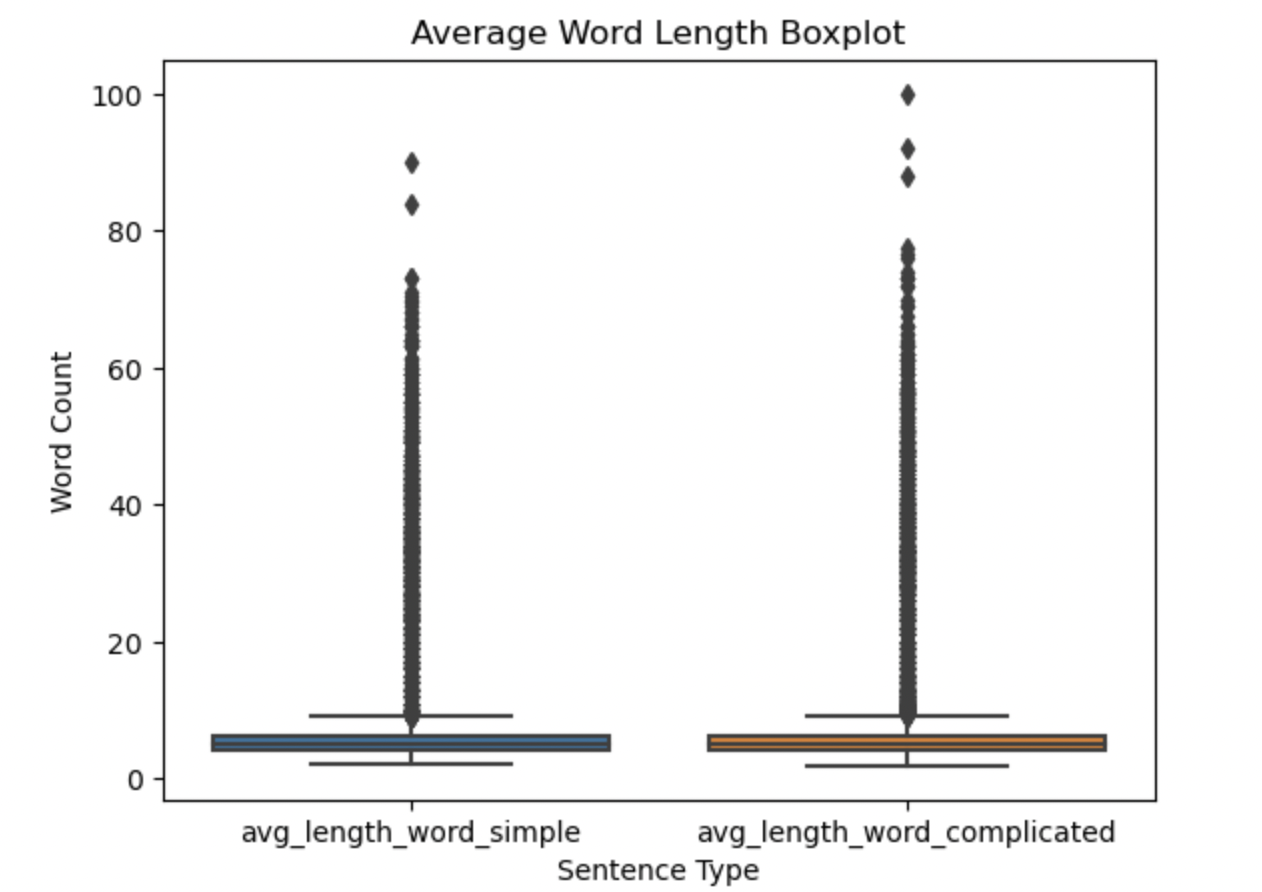 Average Word Length Boxplot
100
80
60
40
20
0
Word Count
avg_length_word_simple avg_length_word_complicated
Sentence Type